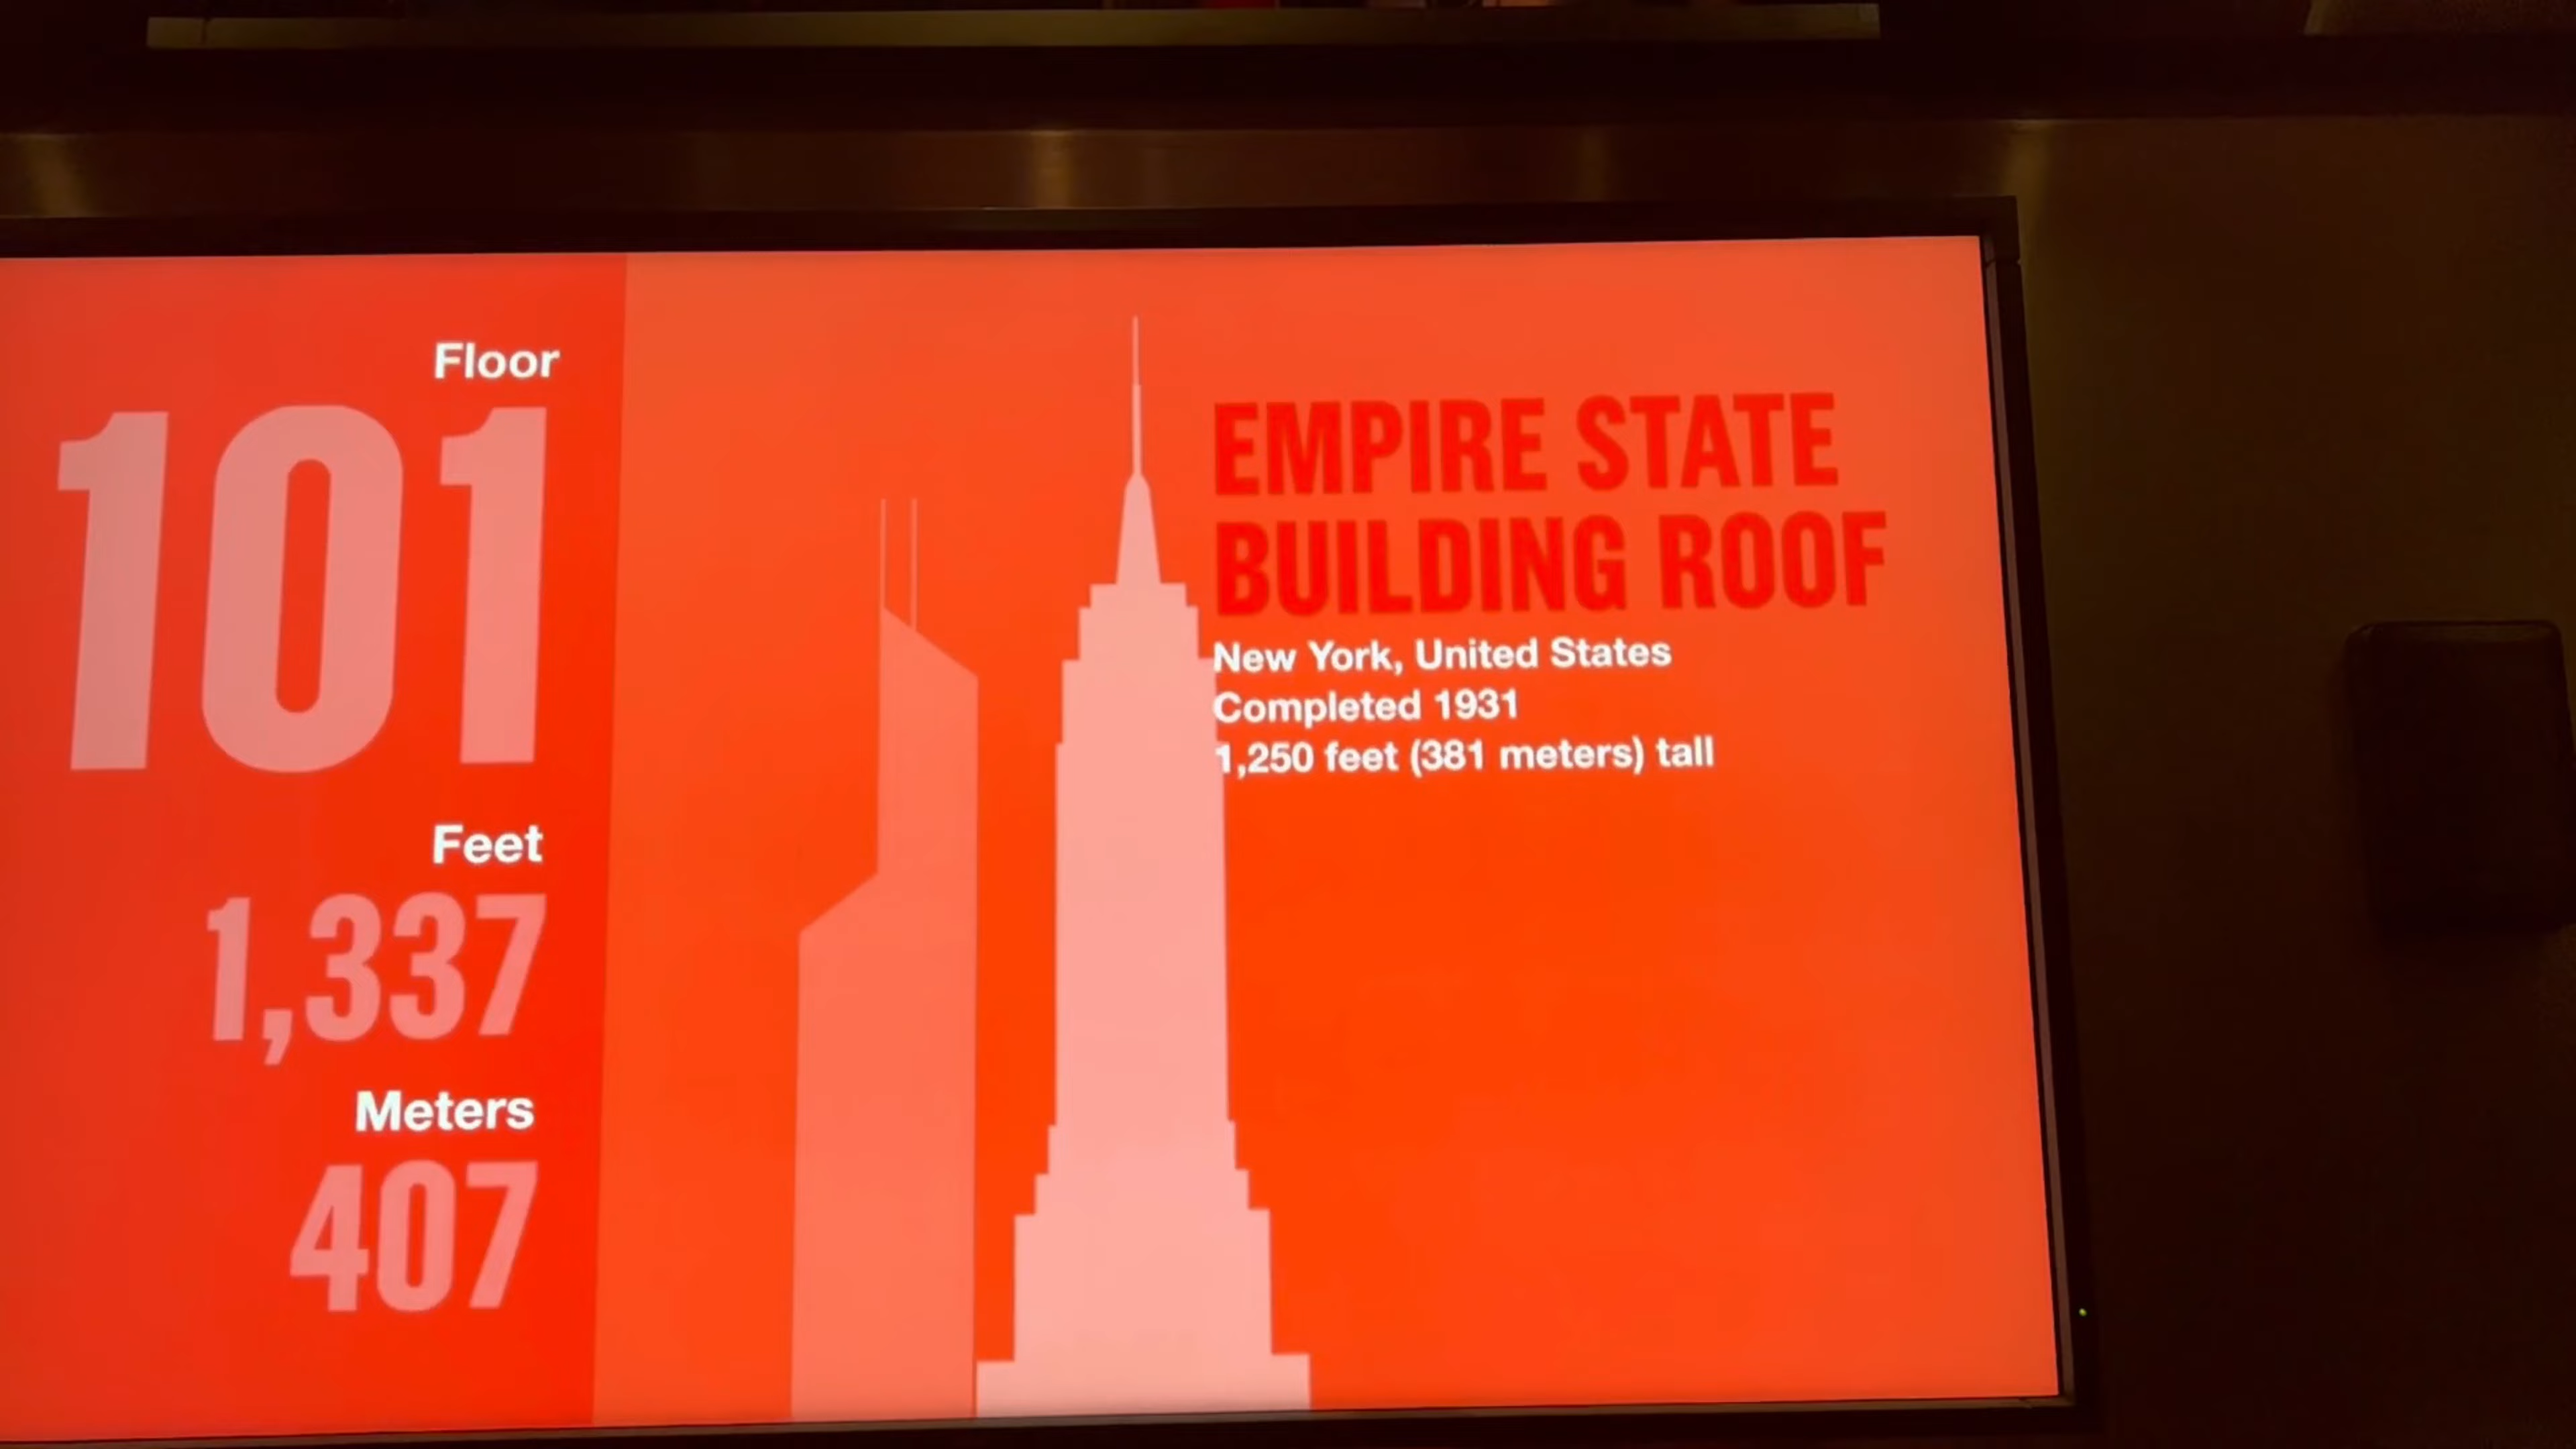 Floor
101
Feet
1,337
Meters
407
EMPIRE STATE
BUILDING ROOF
New York, United States
Completed 1931
1,250 feet (381 meters) tall